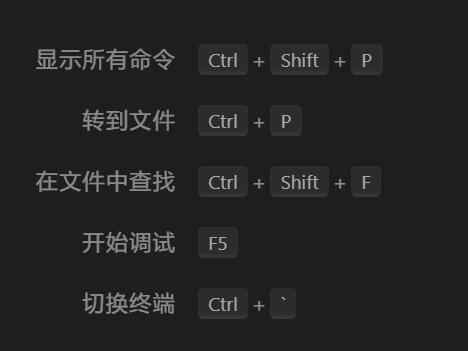 显示所有命令 Ctrl + Shift + P
转到文件 Ctrl + P
在文件中查找 Ctrl + Shift + F
开始调试 F5
切换终端 Ctrl + `